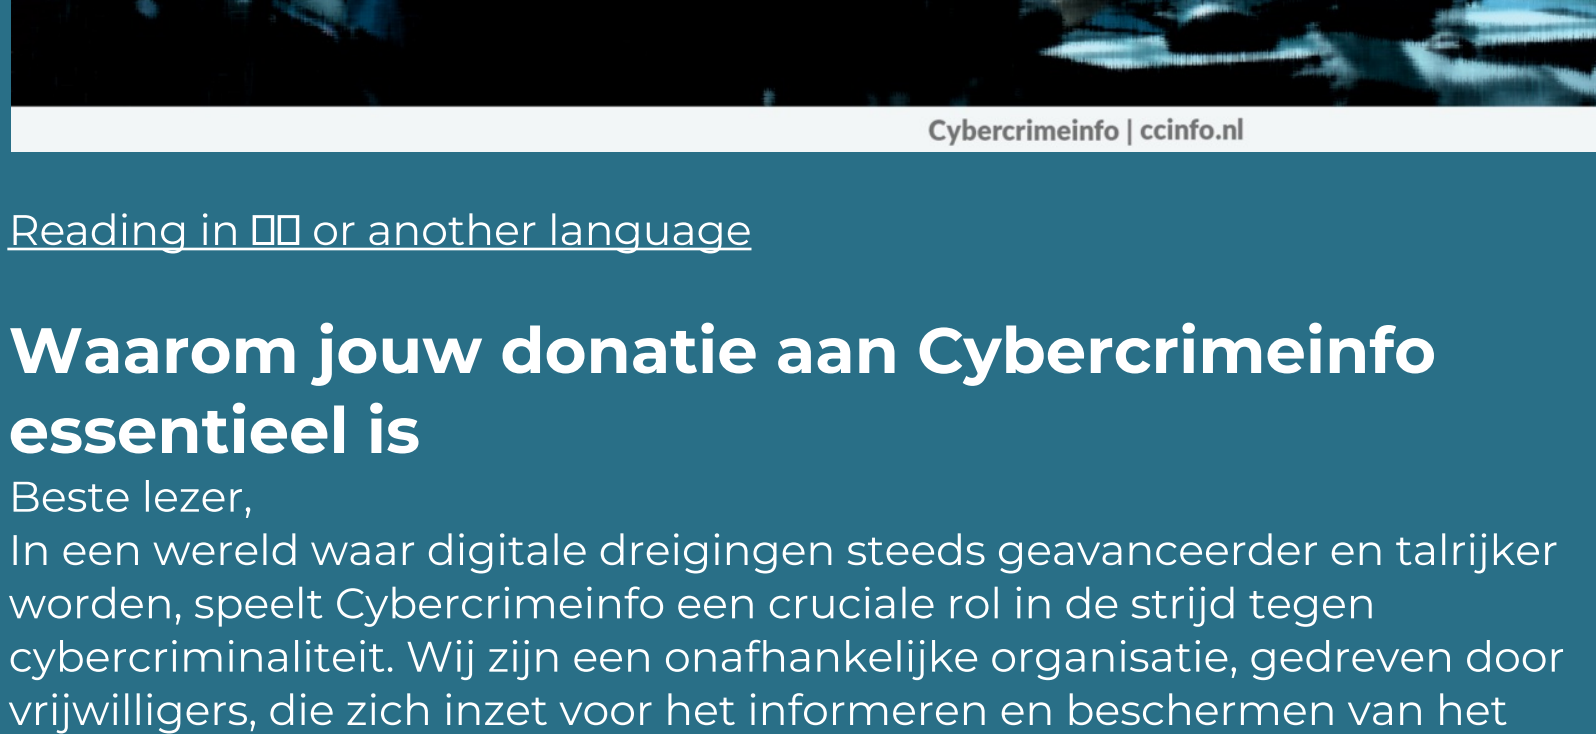 Cybercrimeinfo | ccinfo.nl
Reading in □□ or another language
Waarom jouw donatie aan Cybercrimeinfo
essentieel is
Beste lezer,
In een wereld waar digitale dreigingen steeds geavanceerder en talrijker
worden, speelt Cybercrimeinfo een cruciale rol in de strijd tegen
cybercriminaliteit. Wij zijn een onafhankelijke organisatie, gedreven door
vrijwilligers, die zich inzet voor het informeren en beschermen van het